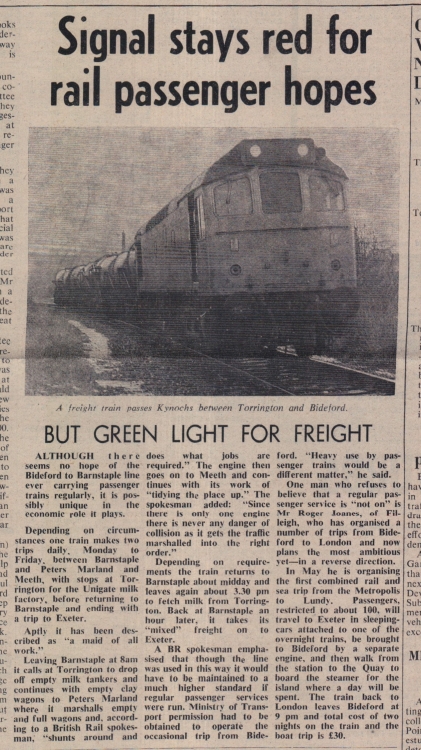 Signal stays red for
rail passenger hopes
A freight train passes Kynochs between Torrington and Bideford.
BUT GREEN LIGHT FOR FREIGHT
ALTHOUGH there
seems no hope of the
Bideford to Barnstaple line
ever carrying passenger
trains regularly, it is pos-
sibly unique in the
economic role it plays.
Depending on circum-
stances one train makes two
trips daily, Monday to
Friday, between Barnstaple
and Peters Marland and
Meeth, with stops at Tor-
rington for the Unigate milk
factory, before returning to
Barnstaple and ending with
a trip to Exeter.
Aptly it has been des-
cribed as "a maid of all
work."
Leaving Barnstaple at 8am
it calls at Torrington to drop
off empty milk tankers and
continues with empty clay
wagons to Peters Marland
where it marshals empty
and full wagons and, accord-
ing to a British Rail spokes-
man, "shunts around and
does what jobs are
required." The engine then
goes on to Meeth and con-
tinues with its work of
"tidying the place up." The
spokesman added: "Since
there is only one engine
there is never any danger of
collision as it gets the traffic
marshalled into the right
order."
Depending on require-
ments the train returns to
Barnstaple about midday and
leaves again about 3.30 pm
to fetch milk from Torring-
ton. Back at Barnstaple an
hour later, it takes its
"mixed" freight on to
Exeter.
A BR spokesman empha-
sised that though the line
was used in this way it would
have to be maintained to a
much higher standard if
regular passenger services
were run. Ministry of Trans-
port permission had to be
obtained to operate the
occasional trip from Bide-
ford. "Heavy use by pas-
senger trains would be a
different matter," he said.
One man who refuses to
believe that a regular pas-
senger service is "not on" is
Mr Roger Joanes, of Fil-
leigh, who has organised a
number of trips from Bide-
ford to London and now
plans the most ambitious
yet—in a reverse direction.
In May he is organising
the first combined rail and
sea trip from the Metropolis
to Lundy. Passengers,
restricted to about 100, will
travel to Exeter in sleeping-
cars attached to one of the
overnight trains, be brought
to Bideford by a separate
engine, and then walk from
the station to the Quay to
board the steamer for the
island where a day will be
spent. The train back to
London leaves Bideford at
9 pm and total cost of two
nights on the train and the
boat trip is £30.